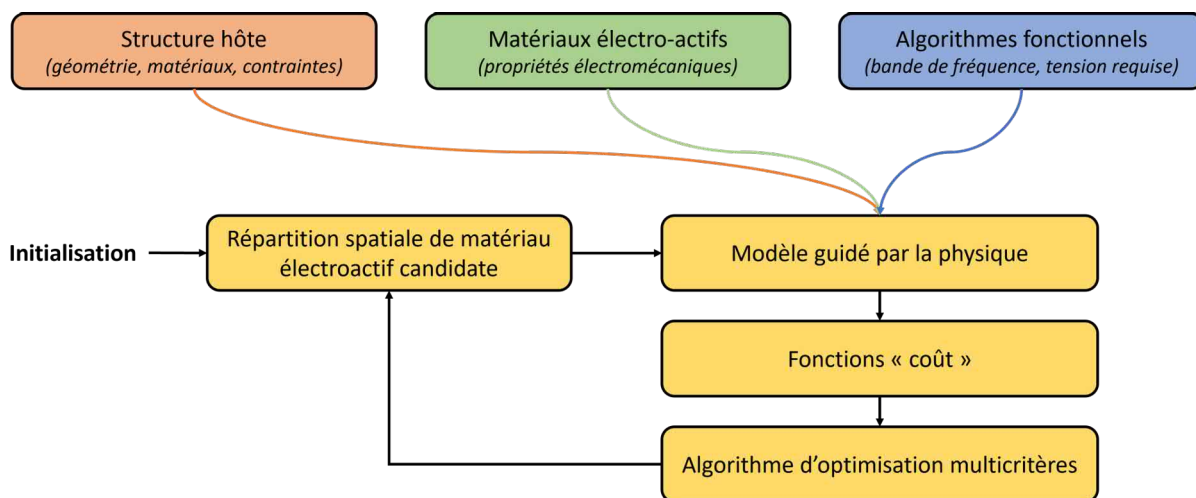 Structure hôte
(géométrie, matériaux, contraintes)
Matériaux électro-actifs
(propriétés électromécaniques)
Algorithmes fonctionnels
(bande de fréquence, tension requise)
Initialisation
Répartition spatiale de matériau
électroactif candidate
Modèle guidé par la physique
Fonctions « coût »
Algorithme d'optimisation multicritères